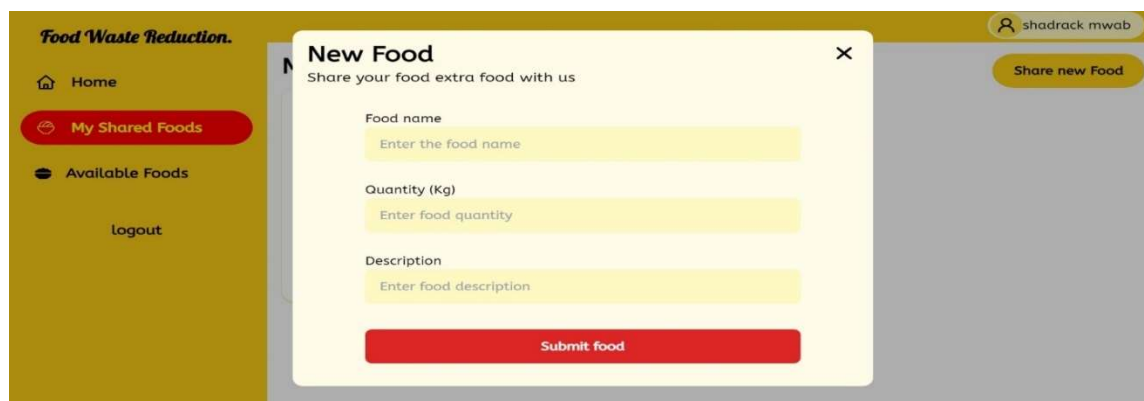 Food Waste Reduction.
shadrack mwab
Home
My Shared Foods
Available Foods
logout
Share new Food
New Food
Share your food extra food with us
Food name
Enter the food name
Quantity (Kg)
Enter food quantity
Description
Enter food description
Submit food